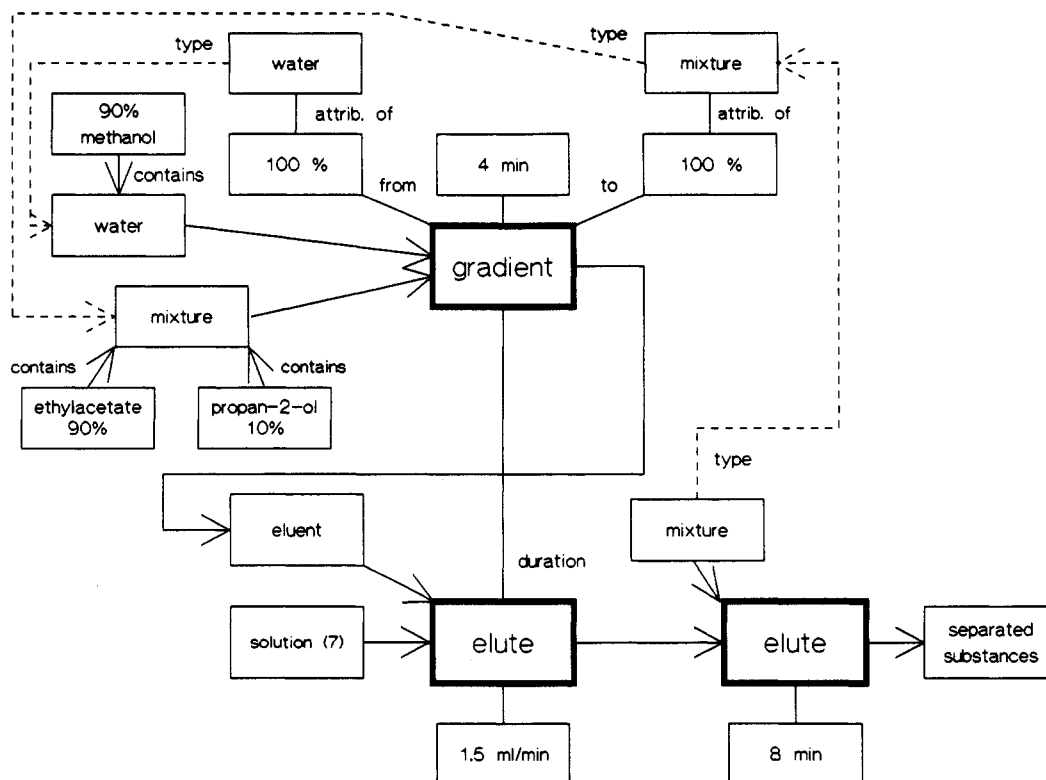 type
water
type
mixture
90%
methanol
attrib. of
attrib. of
100 %
4 min
100 %
contains
from
to
water
gradient
mixture
contains
contains
ethylacetate
90%
propan-2-ol
10%
type
eluent
mixture
duration
solution (7)
elute
elute
separated
substances
1.5 ml/min
8 min